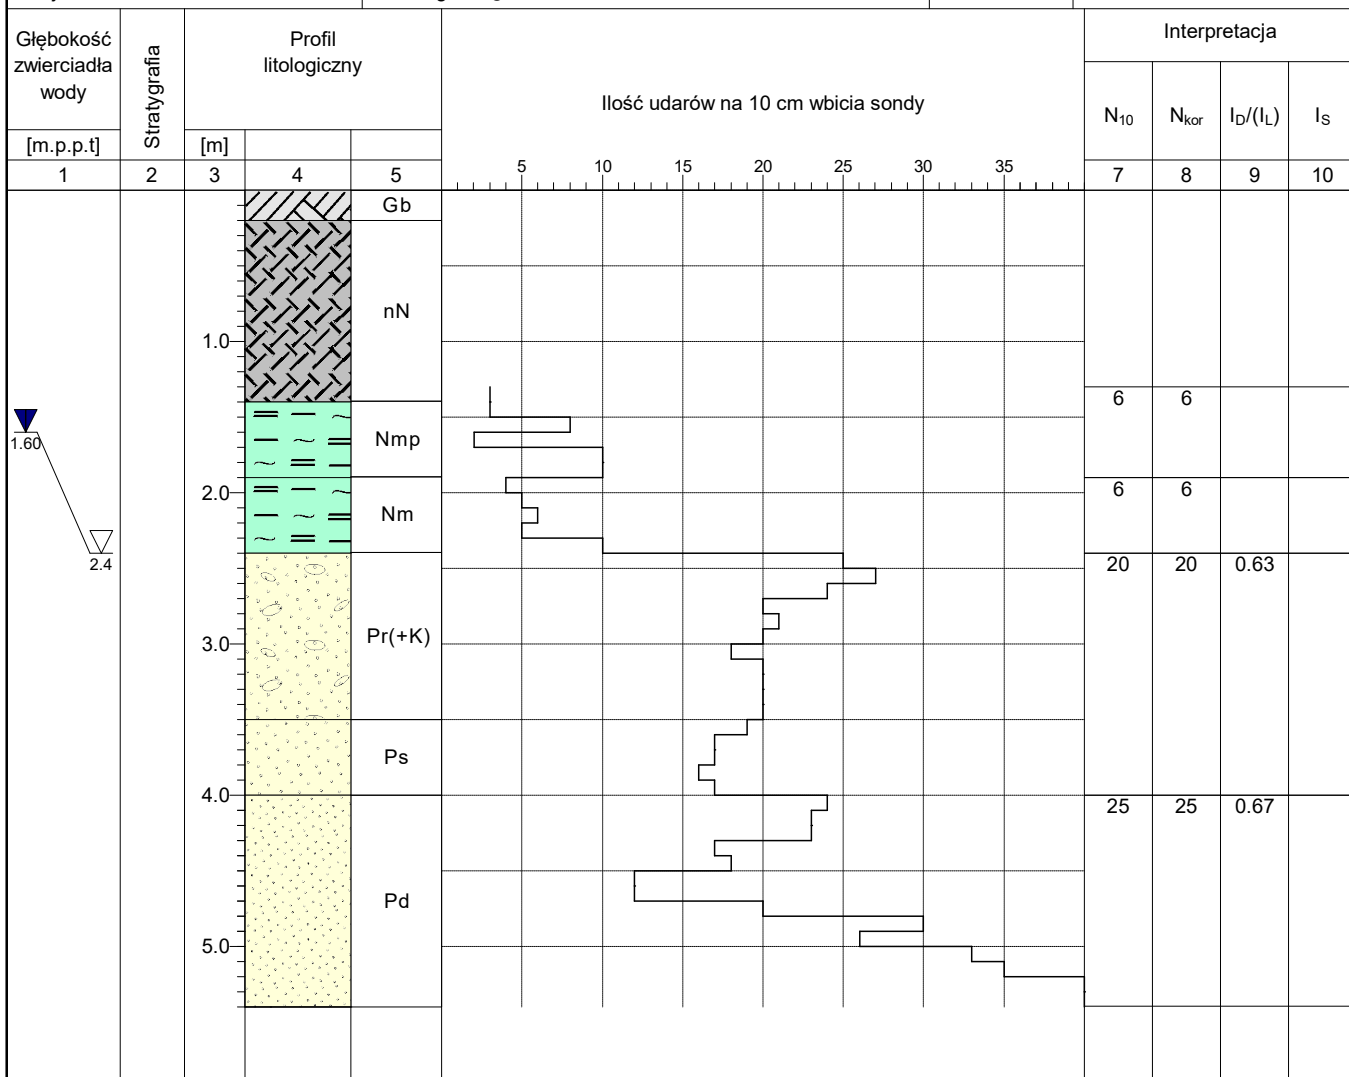 Głębokość
zwierciadła
wody
Stratygrafia
Profil
litologiczny
Ilość udarów na 10 cm wbicia sondy
Interpretacja
N10 Nkor ID/(IL) IS
[m.p.p.t] [m]
5 10 15 20 25 30 35
1 2 3 4 5 7 8 9 10
Gb
nN
1.0
6 6
1.60
Nmp
2.0
6 6
Nm
2.4
20 20 0.63
Pr(+K)
3.0
Ps
4.0
25 25 0.67
Pd
5.0